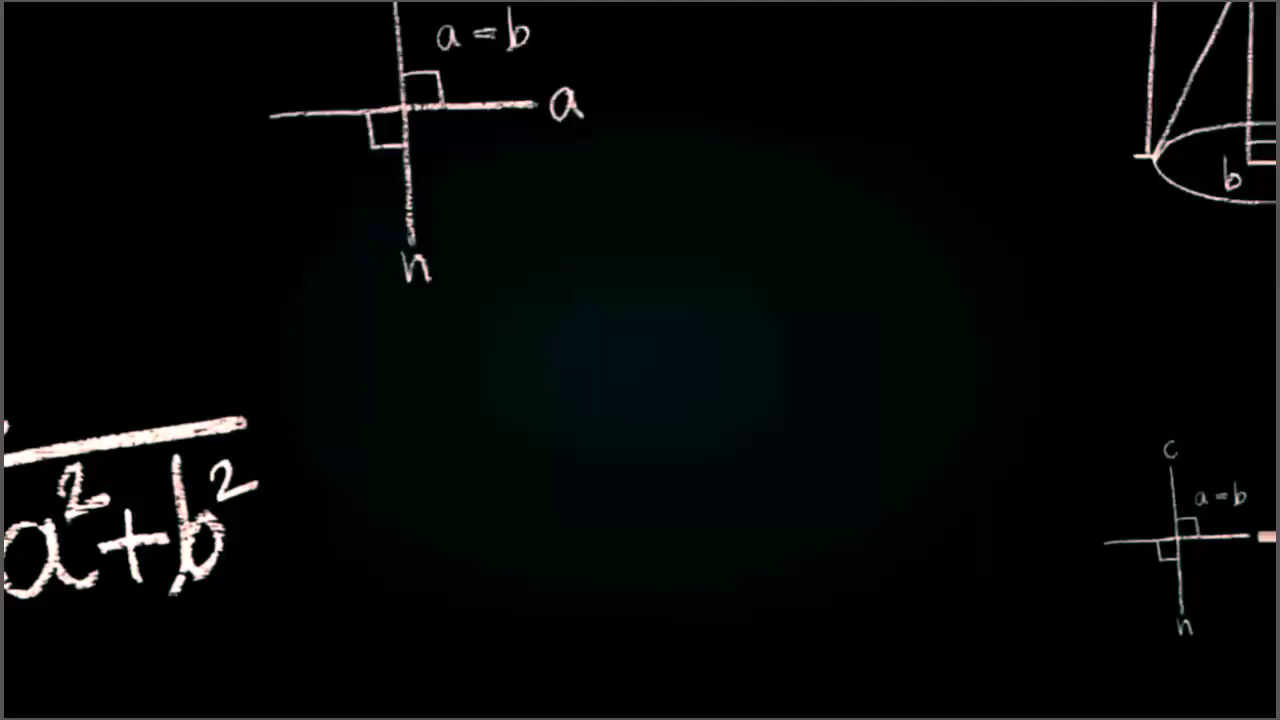 a = b
a
n
b
a²+b²
c
a = b
n